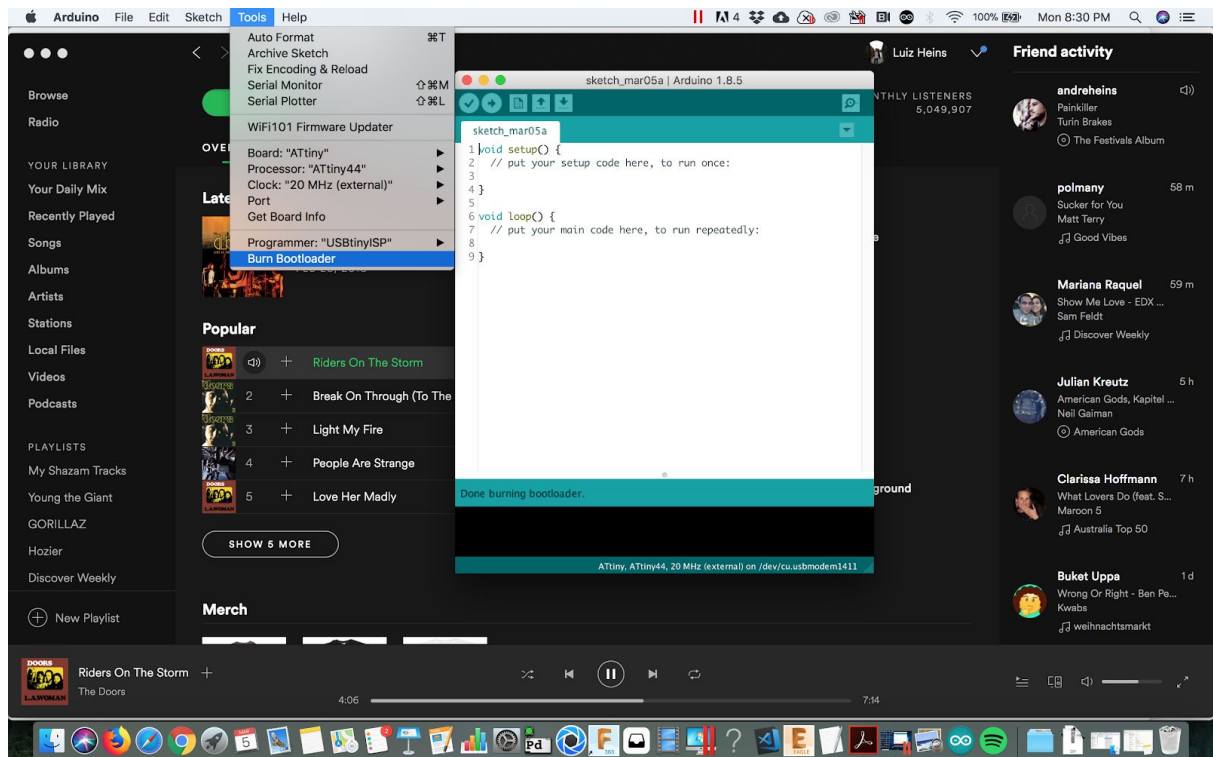 Arduino File Edit Sketch Tools Help
4
100%
Mon 8:30 PM
Auto Format ⌘T
Archive Sketch
Fix Encoding & Reload
Serial Monitor ⇧⌘M
Serial Plotter ⇧⌘L
WiFi101 Firmware Updater
Board: "ATtiny"
Processor: "ATtiny44"
Clock: "20 MHz (external)"
Port
Get Board Info
Programmer: "USBtinyISP"
Burn Bootloader
Browse
Radio
YOUR LIBRARY
Your Daily Mix
Recently Played
Songs
Albums
Artists
Stations
Local Files
Videos
Podcasts
PLAYLISTS
My Shazam Tracks
Young the Giant
GORILLAZ
Hozier
Discover Weekly
New Playlist
OVE
Late
Popular
Riders On The Storm
2 Break On Through (To The
3 Light My Fire
4 People Are Strange
5 Love Her Madly
SHOW 5 MORE
Merch
sketch_mar05a | Arduino 1.8.5
sketch_mar05a
1 void setup() {
2 // put your setup code here, to run once:
3
4 }
5
6 void loop() {
7 // put your main code here, to run repeatedly:
8
9 }
Done burning bootloader.
ATtiny, ATtiny44, 20 MHz (external) on /dev/cu.usbmodem1411
Luiz Heins
NTHLY LISTENERS
5,049,907
ground
Friend activity
andreheins
Painkiller
Turin Brakes
The Festivals Album
polmany 58 m
Sucker for You
Matt Terry
Good Vibes
Mariana Raquel 59 m
Show Me Love - EDX ...
Sam Feldt
Discover Weekly
Julian Kreutz 5 h
American Gods, Kapitel ...
Neil Gaiman
American Gods
Clarissa Hoffmann 7 h
What Lovers Do (feat. S...
Maroon 5
Australia Top 50
Buket Uppa 1 d
Wrong Or Right - Ben Pe...
Kwabs
weihnachtsmarkt
DOORS
L.A.WOMAN
Riders On The Storm
The Doors
4:06
7:14
MAR
5
2
Pd
EAGLE